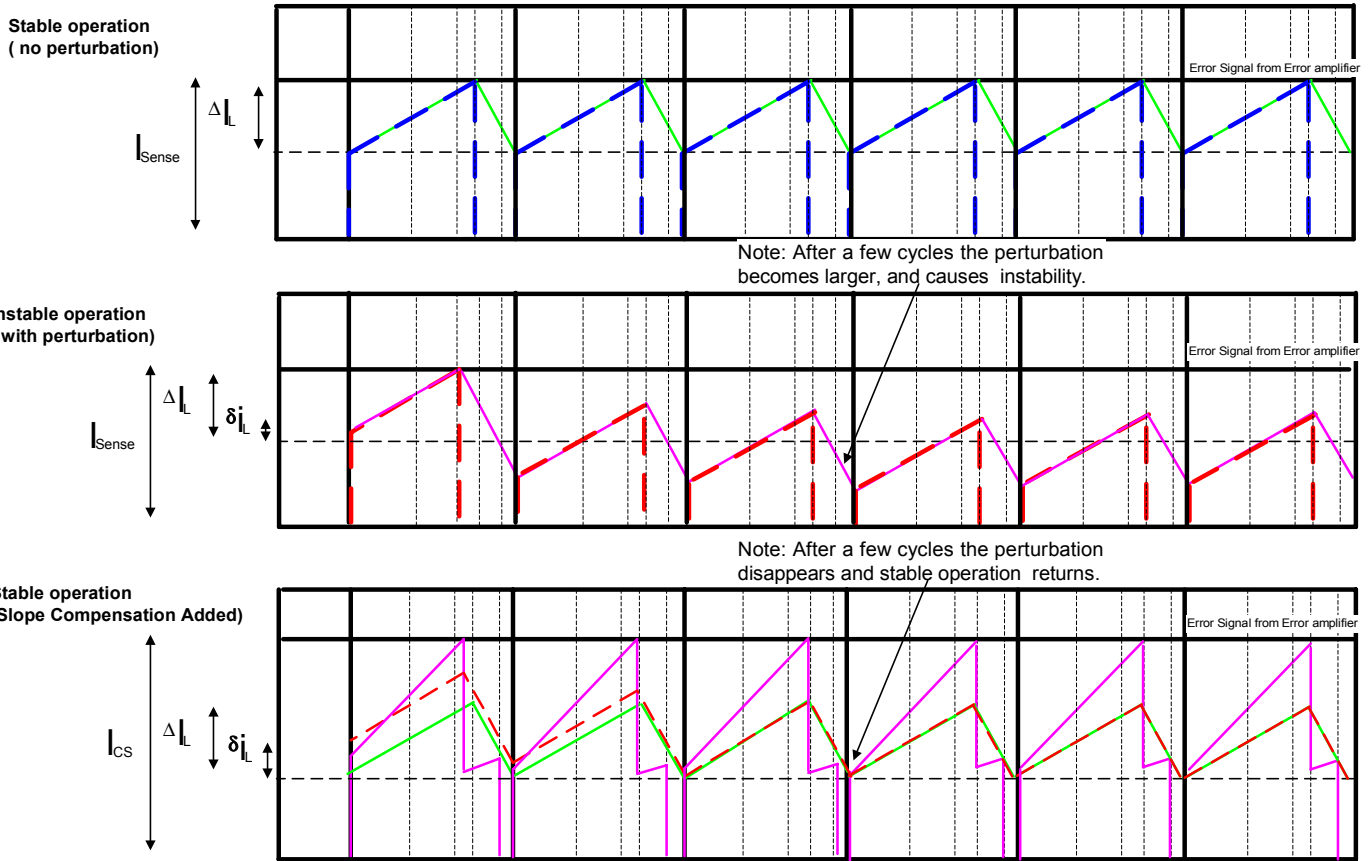 Stable operation
( no perturbation)
Error Signal from Error amplifier
ΔIL
ISense
Note: After a few cycles the perturbation
becomes larger, and causes instability.
nstable operation
with perturbation)
Error Signal from Error amplifier
ΔIL
δiL
ISense
Note: After a few cycles the perturbation
disappears and stable operation returns.
Stable operation
Slope Compensation Added)
Error Signal from Error amplifier
ΔIL
δiL
ICS